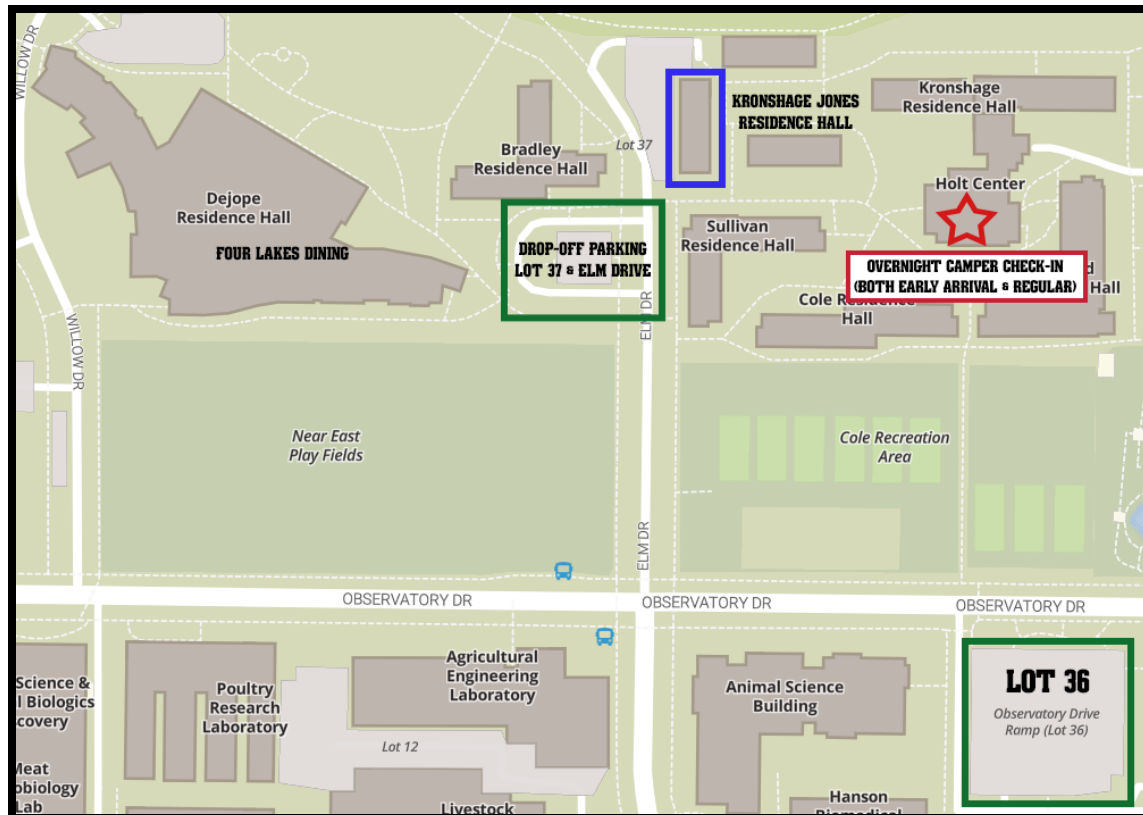 WILLOW DR
Kronshage
Residence Hall
KRONSHAGE JONES
RESIDENCE HALL
Lot 37
Bradley
Residence Hall
Holt Center
Dejope
Residence Hall
FOUR LAKES DINING
DROP-OFF PARKING
LOT 37 & ELM DRIVE
Sullivan
Residence Hall
OVERNIGHT CAMPER CHECK-IN
(BOTH EARLY ARRIVAL & REGULAR)
d
Hall
Cole Residence
Hall
ELM DR
WILLOW DR
Near East
Play Fields
Cole Recreation
Area
ELM DR
OBSERVATORY DR
OBSERVATORY DR
OBSERVATORY DR
Agricultural
Engineering
Laboratory
Science &
l Biologics
covery
Poultry
Research
Laboratory
Animal Science
Building
LOT 36
Observatory Drive
Ramp (Lot 36)
Lot 12
Meat
obiology
Lab
Livestock
Hanson
Biomedical